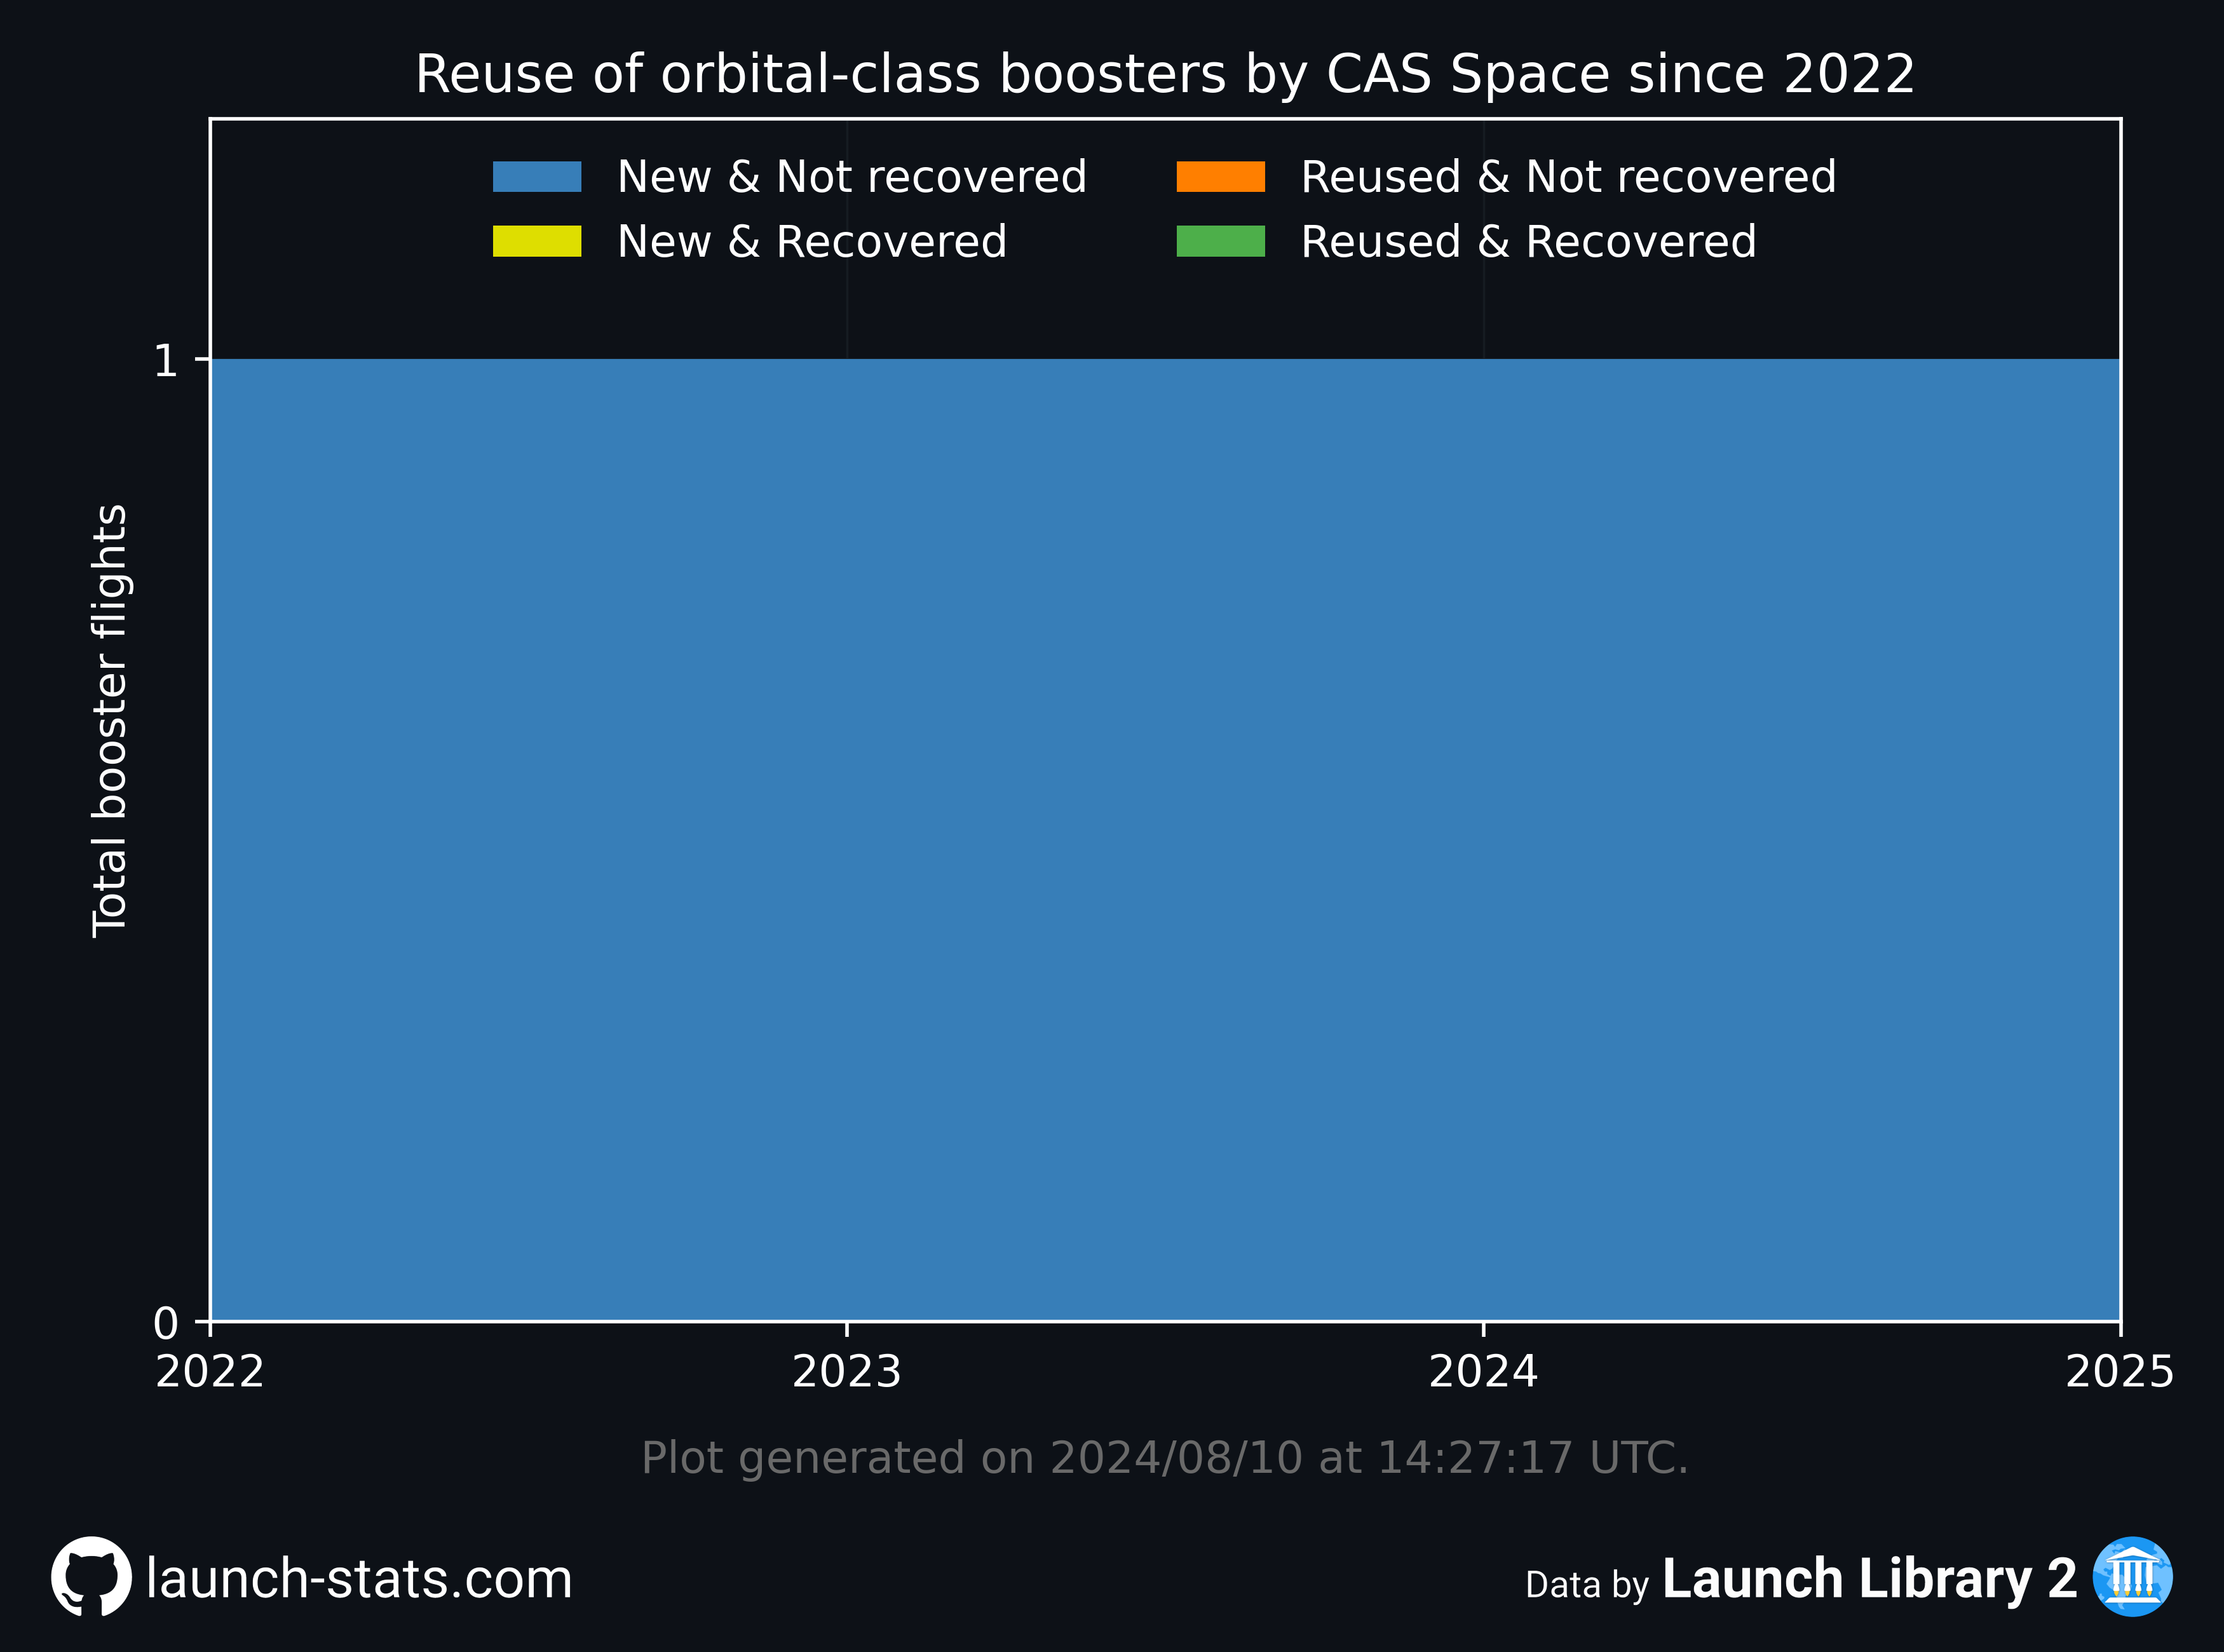 Reuse of orbital-class boosters by CAS Space since 2022
New & Not recovered
New & Recovered
Reused & Not recovered
Reused & Recovered
Total booster flights
1
0
2022 2023 2024 2025
Plot generated on 2024/08/10 at 14:27:17 UTC.
launch-stats.com
Data by Launch Library 2